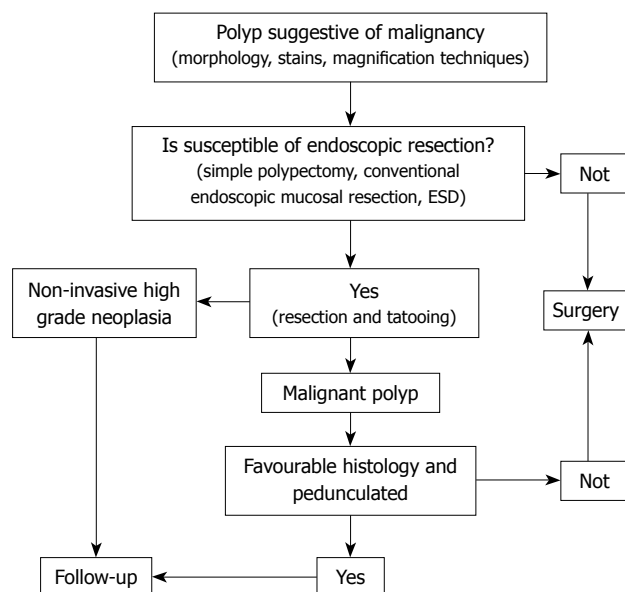 Polyp suggestive of malignancy
(morphology, stains, magnification techniques)
Is susceptible of endoscopic resection?
(simple polypectomy, conventional
endoscopic mucosal resection, ESD)
Not
Non-invasive high
grade neoplasia
Yes
(resection and tatooing)
Surgery
Malignant polyp
Favourable histology and
pedunculated
Not
Follow-up
Yes